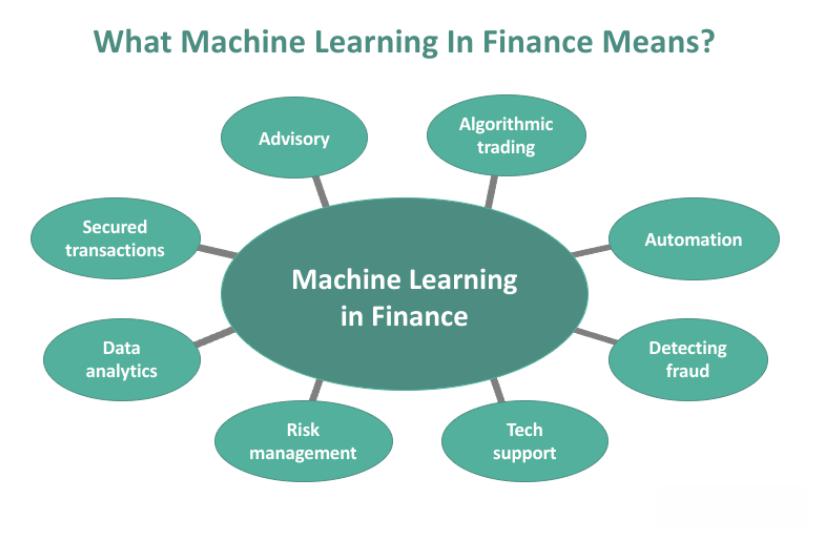 What Machine Learning In Finance Means?
Advisory
Algorithmic
trading
Secured
transactions
Automation
Machine Learning
in Finance
Data
analytics
Detecting
fraud
Risk
management
Tech
support